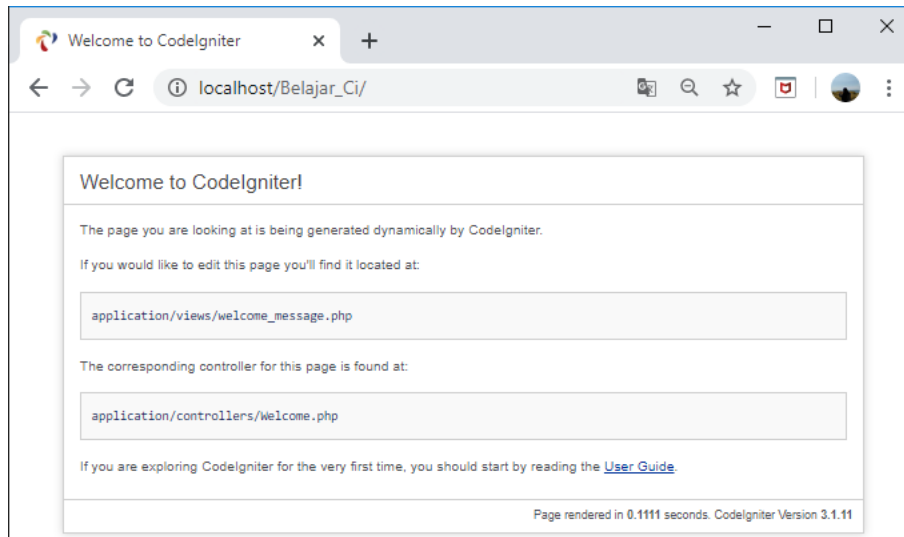 Welcome to CodeIgniter
localhost/Belajar_Ci/
Welcome to CodeIgniter!
The page you are looking at is being generated dynamically by CodeIgniter.
If you would like to edit this page you'll find it located at:
application/views/welcome_message.php
The corresponding controller for this page is found at:
application/controllers/Welcome.php
If you are exploring CodeIgniter for the very first time, you should start by reading the User Guide.
Page rendered in 0.1111 seconds. CodeIgniter Version 3.1.11